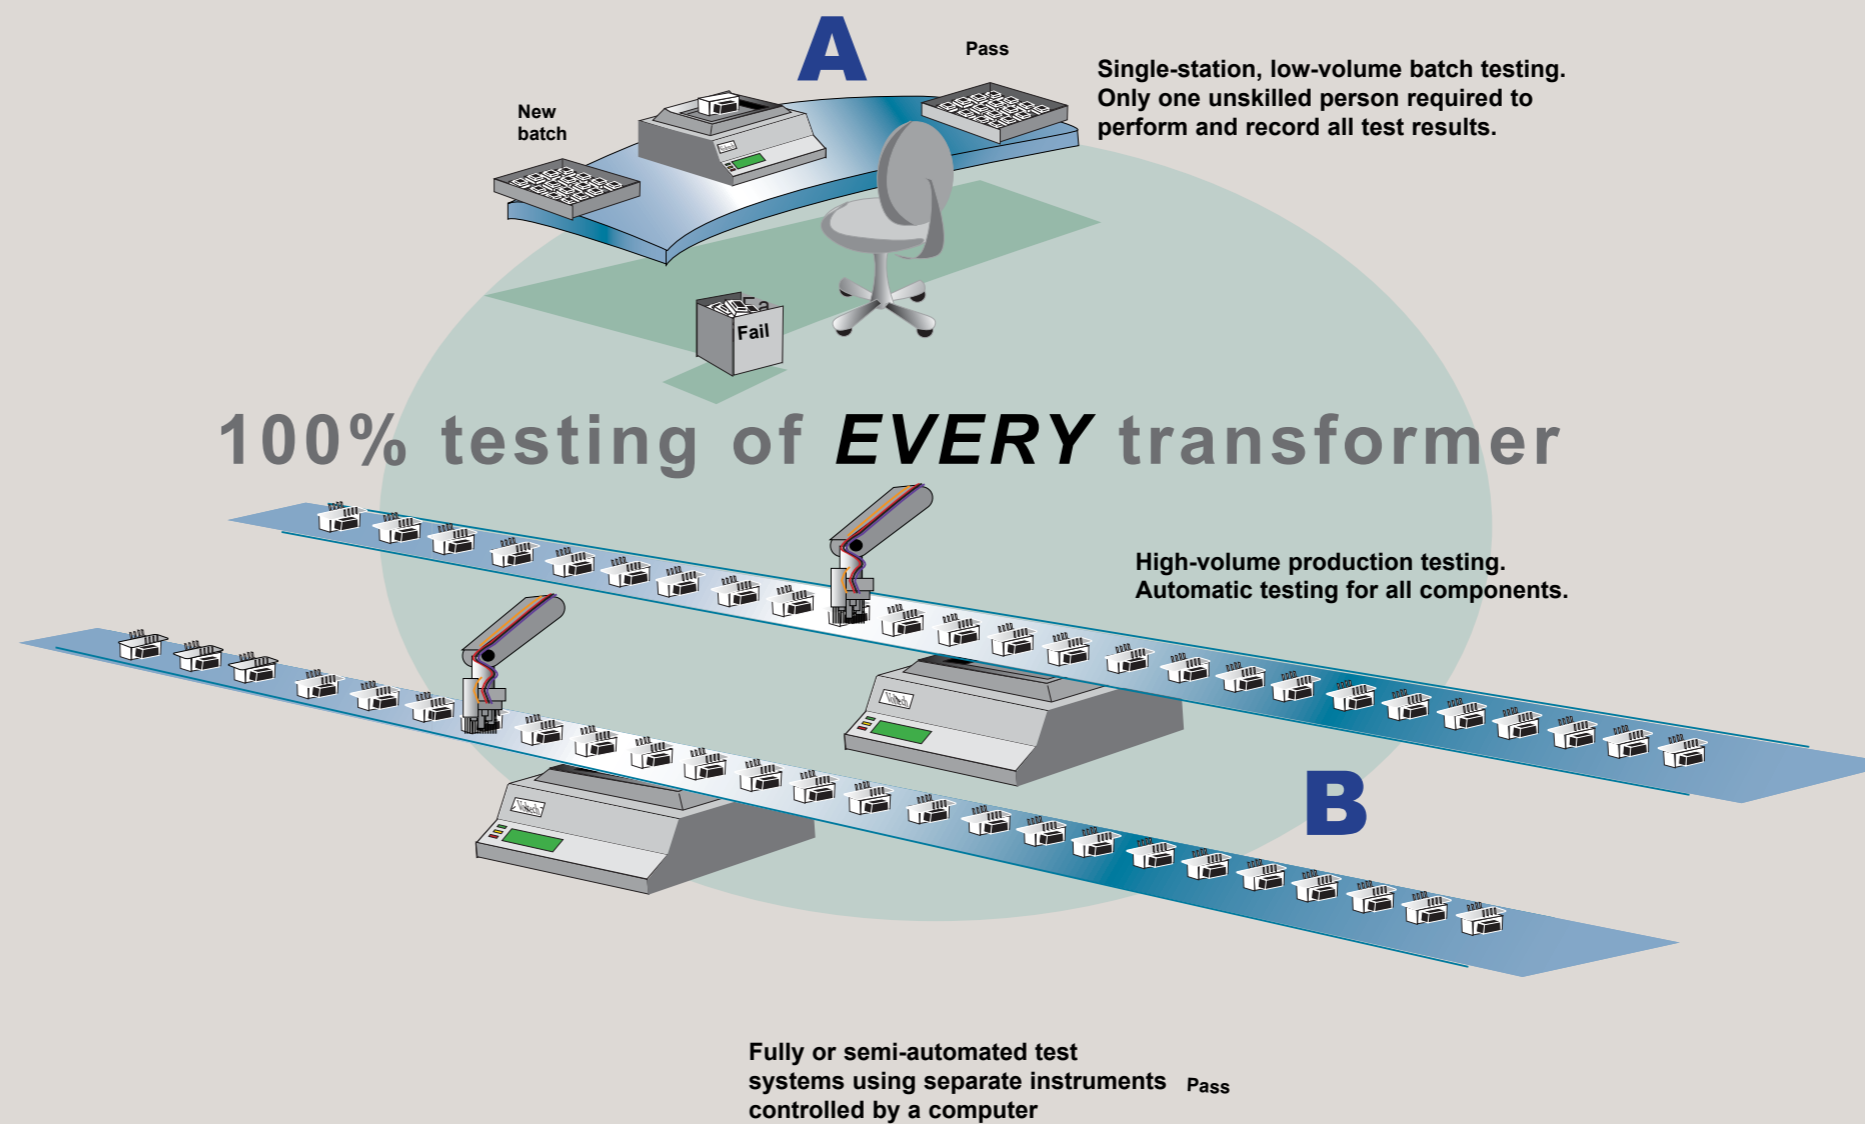 A
Pass
Single-station, low-volume batch testing.
Only one unskilled person required to
perform and record all test results.
New
batch
Fail
100% testing of EVERY transformer
High-volume production testing.
Automatic testing for all components.
B
Fully or semi-automated test
systems using separate instruments
controlled by a computer
Pass